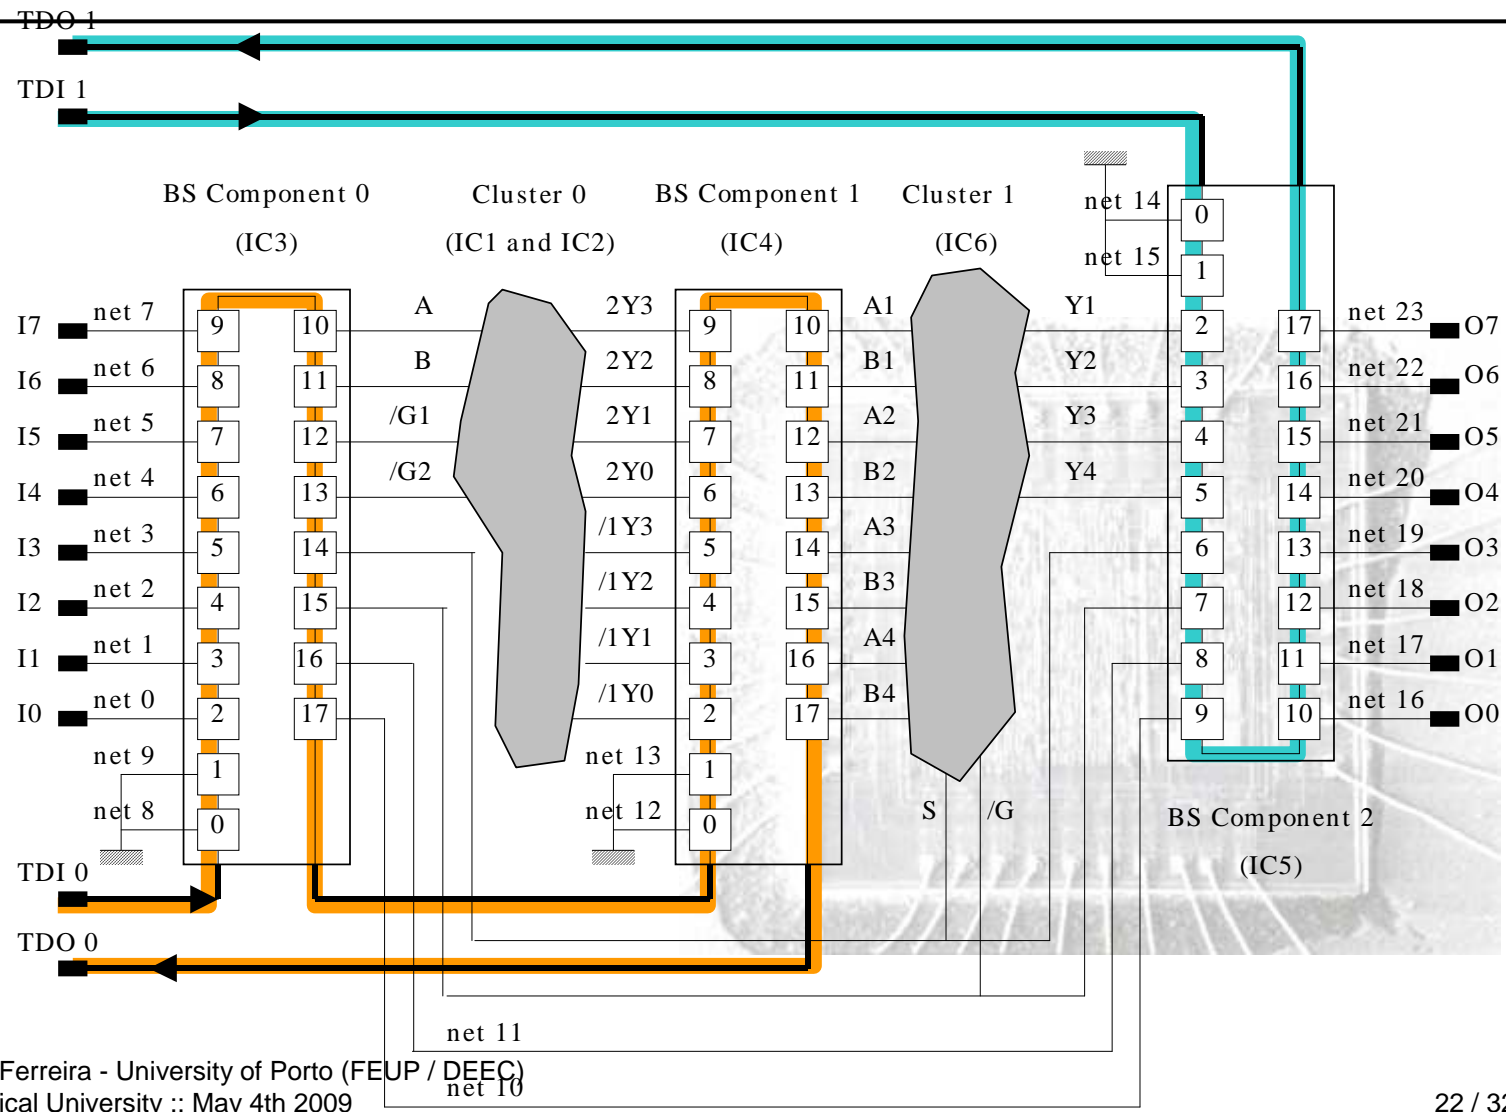 TDO 1
TDI 1
BS Component 0
(IC3)
Cluster 0
(IC1 and IC2)
BS Component 1
(IC4)
Cluster 1
(IC6)
net 14
net 15
0
1
I7 net 7 9 10 A 2Y3 9 10 A1 Y1 2 17 net 23 O7
I6 net 6 8 11 B 2Y2 8 11 B1 Y2 3 16 net 22 O6
I5 net 5 7 12 /G1 2Y1 7 12 A2 Y3 4 15 net 21 O5
I4 net 4 6 13 /G2 2Y0 6 13 B2 Y4 5 14 net 20 O4
I3 net 3 5 14 /1Y3 5 14 A3 6 13 net 19 O3
I2 net 2 4 15 /1Y2 4 15 B3 7 12 net 18 O2
I1 net 1 3 16 /1Y1 3 16 A4 8 11 net 17 O1
I0 net 0 2 17 /1Y0 2 17 B4 9 10 net 16 O0
net 9 1 net 13 1
net 8 0 net 12 0 S /G
BS Component 2
(IC5)
TDI 0
TDO 0
net 11
net 10
Ferreira - University of Porto (FEUP / DEEC)
ical University :: May 4th 2009
22 / 32